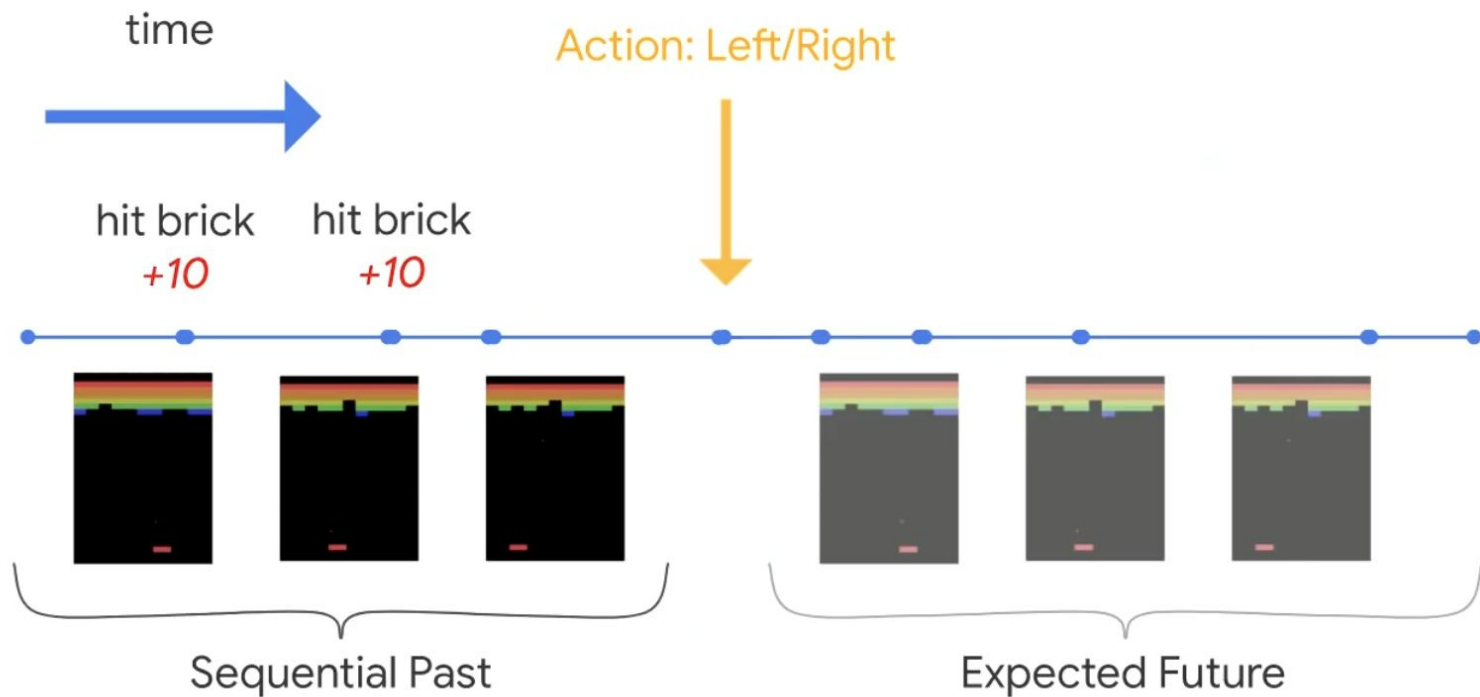 time
Action: Left/Right
hit brick
+10
hit brick
+10
Sequential Past
Expected Future